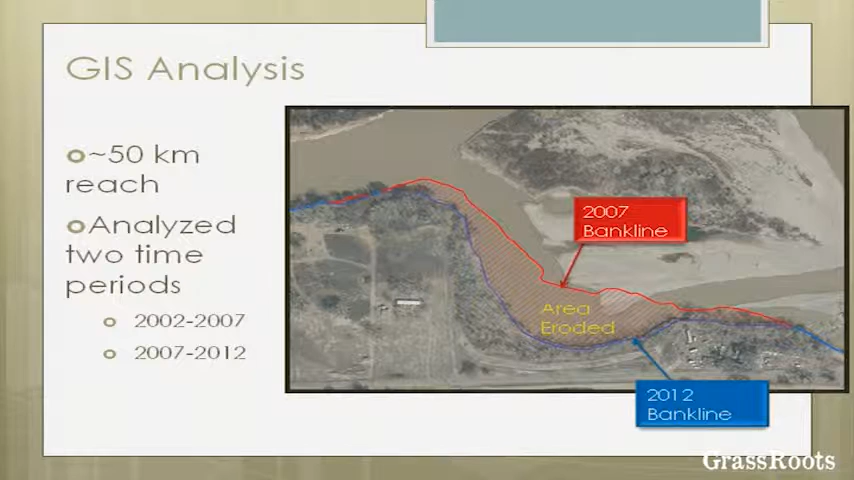 GIS Analysis
~50 km
reach
Analyzed
two time
periods
2002-2007
2007-2012
2007
Bankline
Area
Eroded
2012
Bankline
GrassRoots